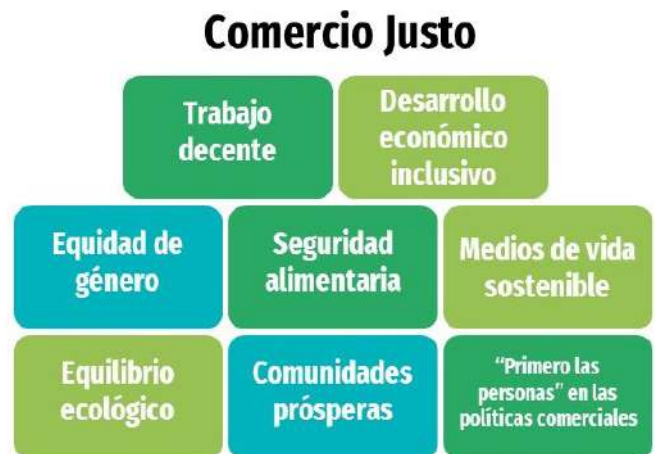 Comercio Justo
Trabajo
decente
Desarrollo
económico
inclusivo
Equidad de
género
Seguridad
alimentaria
Medios de vida
sostenible
Equilibrio
ecológico
Comunidades
prósperas
“Primero las
personas” en las
políticas comerciales